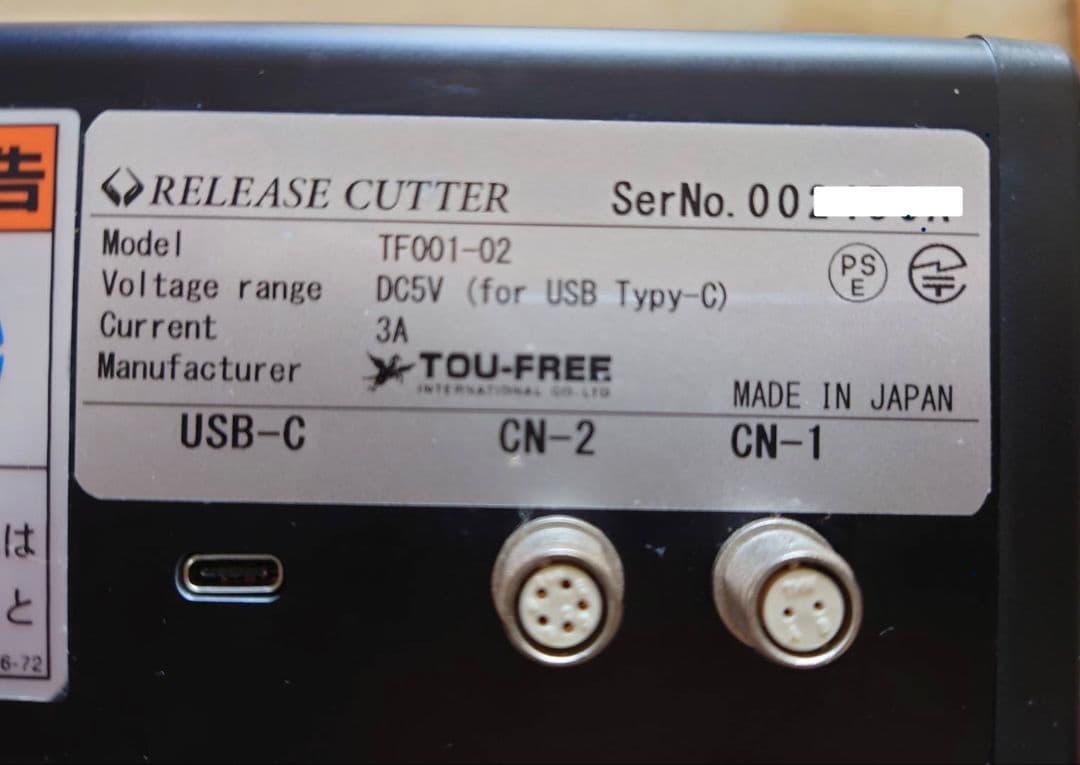 告
RELEASE CUTTER
SerNo. 002
Model TF001-02
Voltage range DC5V (for USB Typy-C)
Current 3A
Manufacturer TOU-FREE
INTERNATIONAL CO.LTD
PS
E
T
MADE IN JAPAN
USB-C CN-2 CN-1
は
と
6-72